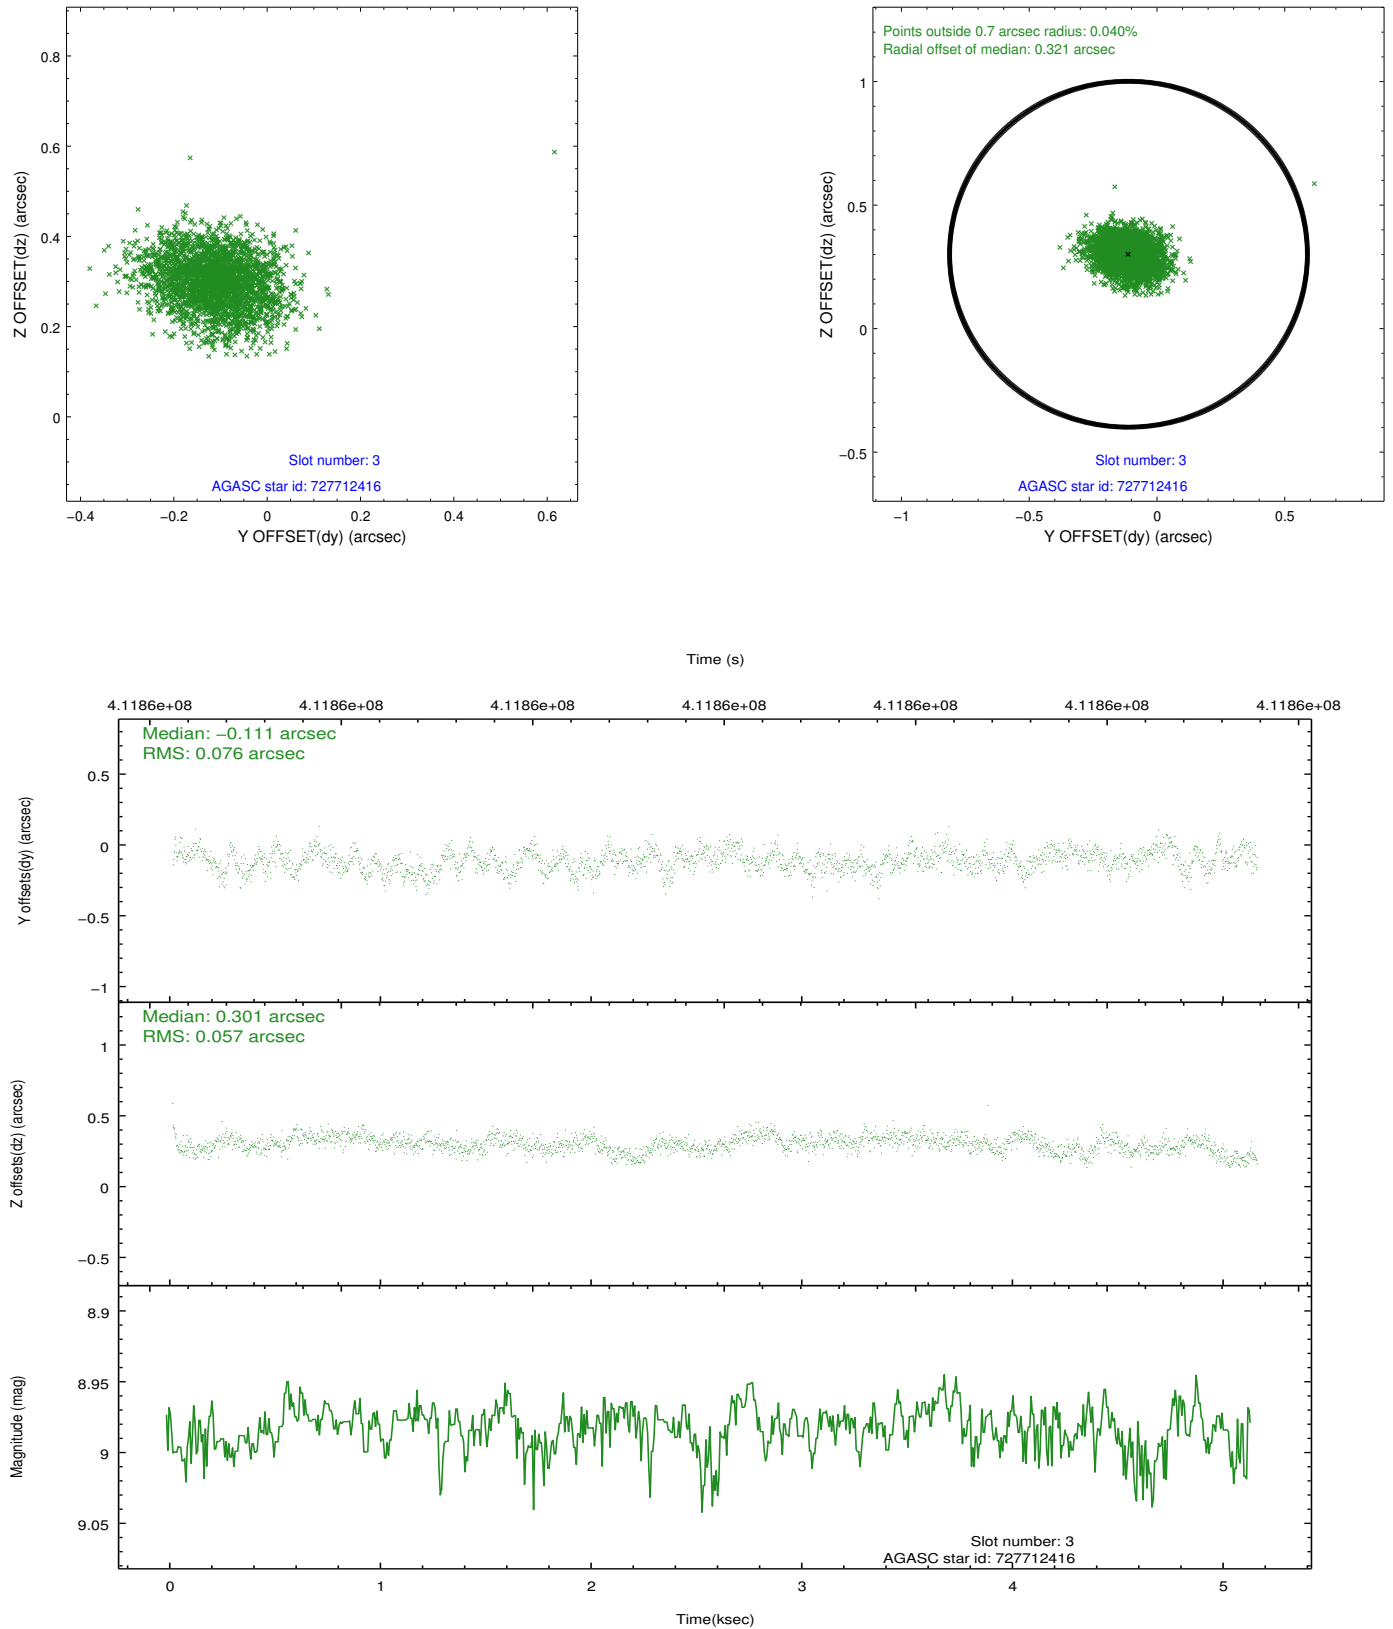 0.8
0.6
0.4
0.2
0
Z OFFSET(dz) (arcsec)
Slot number: 3
AGASC star id: 727712416
−0.4 −0.2 0 0.2 0.4 0.6
Y OFFSET(dy) (arcsec)
Points outside 0.7 arcsec radius: 0.040%
Radial offset of median: 0.321 arcsec
1
0.5
0
−0.5
Z OFFSET(dz) (arcsec)
Slot number: 3
AGASC star id: 727712416
−1 −0.5 0 0.5
Y OFFSET(dy) (arcsec)
Time (s)
4.1186e+08 4.1186e+08 4.1186e+08 4.1186e+08 4.1186e+08 4.1186e+08 4.1186e+08
Median: −0.111 arcsec
RMS: 0.076 arcsec
0.5
0
−0.5
−1
Y offsets(dy) (arcsec)
Median: 0.301 arcsec
RMS: 0.057 arcsec
1
0.5
0
−0.5
Z offsets(dz) (arcsec)
8.9
8.95
9
9.05
Magnitude (mag)
Slot number: 3
AGASC star id: 727712416
0 1 2 3 4 5
Time(ksec)